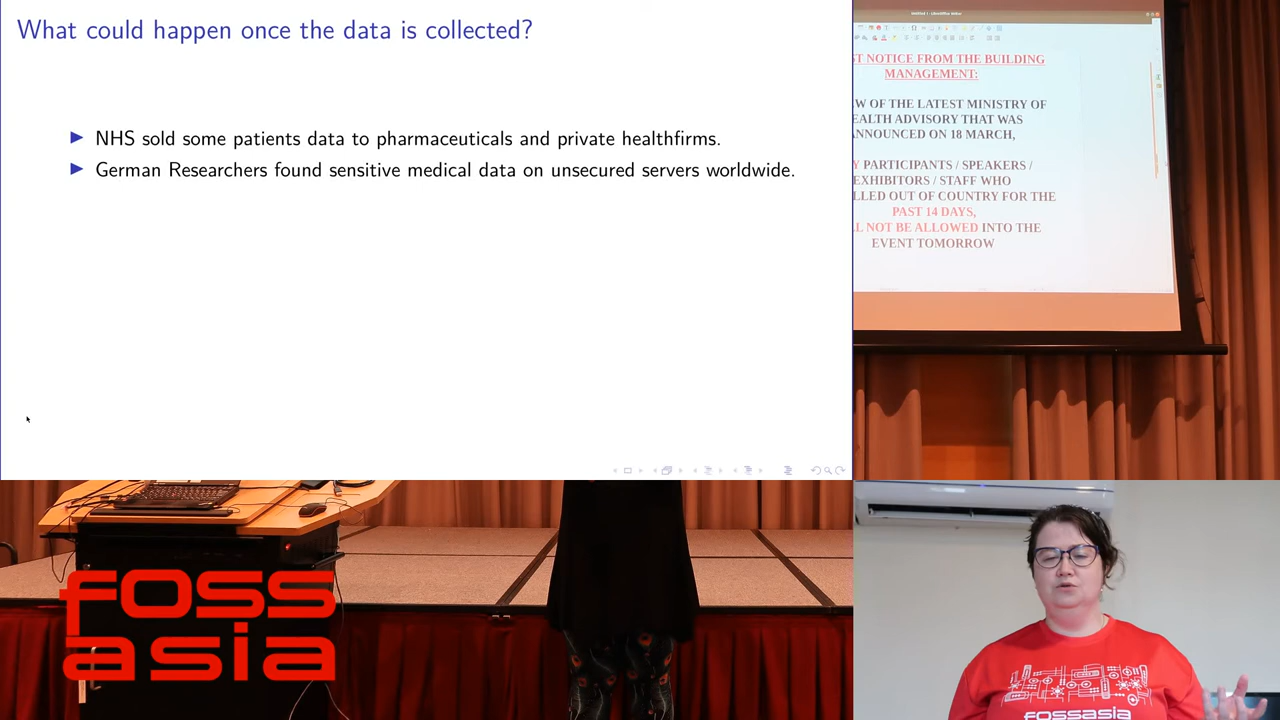 What could happen once the data is collected?
NHS sold some patients data to pharmaceuticals and private healthfirms.
German Researchers found sensitive medical data on unsecured servers worldwide.
NOTICE FROM THE BUILDING
MANAGEMENT:
OF THE LATEST MINISTRY OF
ADVISORY THAT WAS
ON 18 MARCH,
PARTICIPANTS / SPEAKERS /
EXHIBITORS / STAFF WHO
OUT OF COUNTRY FOR THE
PAST 14 DAYS,
NOT BE ALLOWED INTO THE
EVENT TOMORROW
FOSS
asia
fossasia